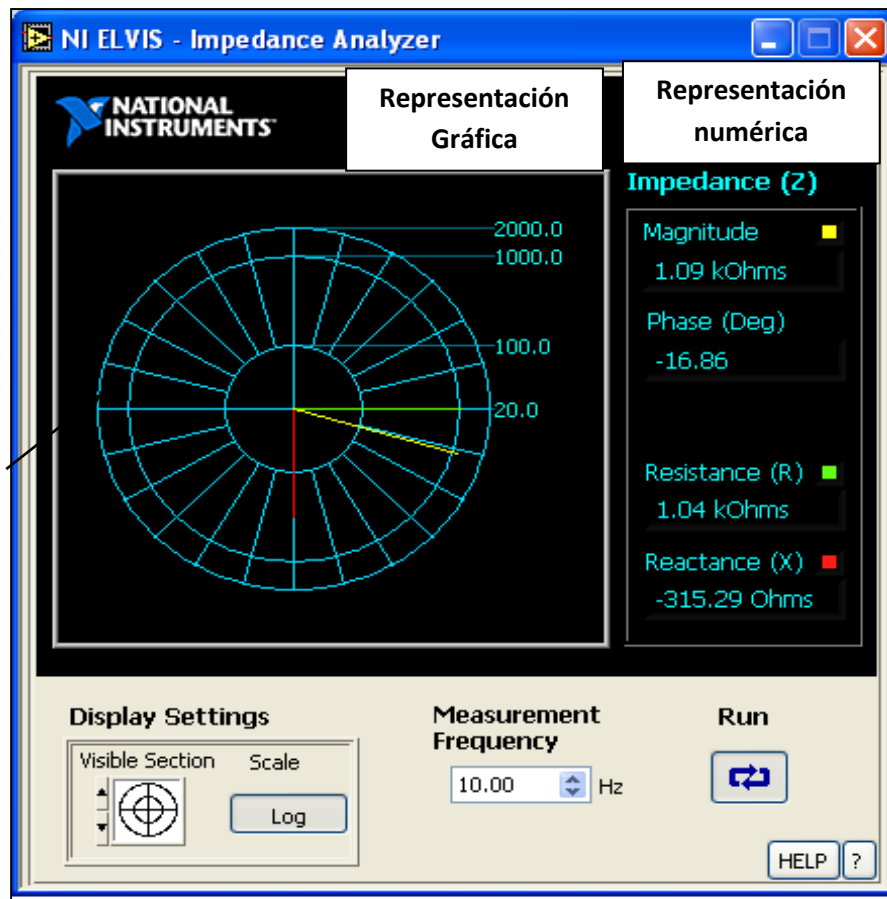 NI ELVIS - Impedance Analyzer
NATIONAL
INSTRUMENTS™
Representación
Gráfica
Representación
numérica
2000.0
1000.0
100.0
20.0
Impedance (Z)
Magnitude
1.09 kOhms
Phase (Deg)
-16.86
Resistance (R)
1.04 kOhms
Reactance (X)
-315.29 Ohms
Display Settings
Visible Section
Scale
Log
Measurement
Frequency
10.00 Hz
Run
HELP ?